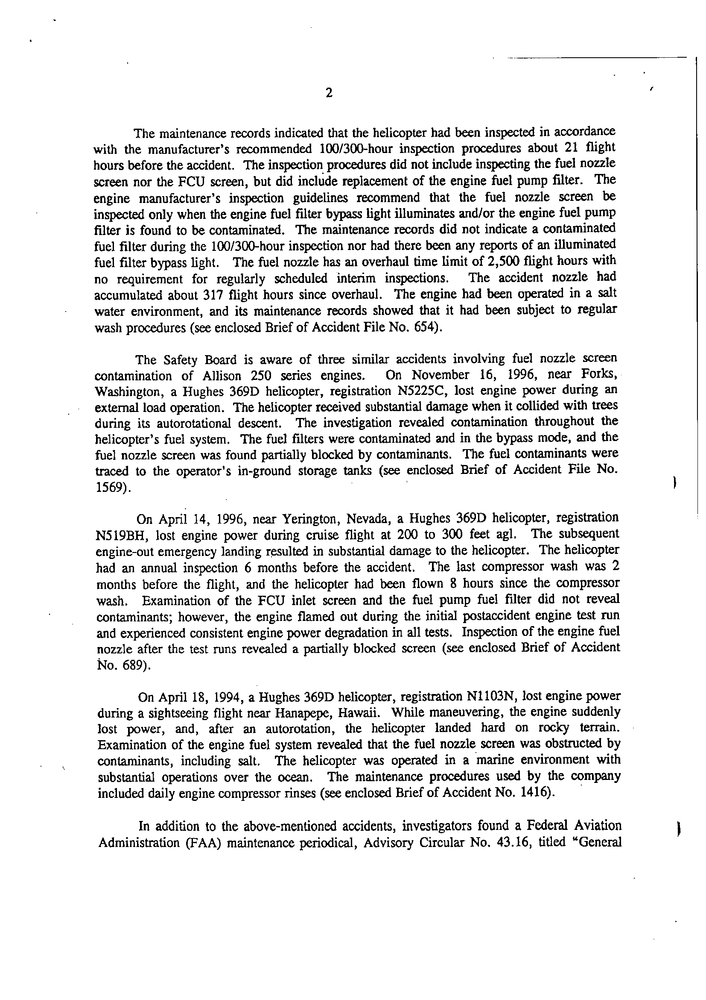 2
The maintenance records indicated that the helicopter had been inspected in accordance
with the manufacturer's recommended 100/300-hour inspection procedures about 21 flight
hours before the accident. The inspection procedures did not include inspecting the fuel nozzle
screen nor the FCU screen, but did include replacement of the engine fuel pump filter. The
engine manufacturer's inspection guidelines recommend that the fuel nozzle screen be
inspected only when the engine fuel filter bypass light illuminates and/or the engine fuel pump
filter is found to be contaminated. The maintenance records did not indicate a contaminated
fuel filter during the 100/300-hour inspection nor had there been any reports of an illuminated
fuel filter bypass light. The fuel nozzle has an overhaul time limit of 2,500 flight hours with
no requirement for regularly scheduled interim inspections. The accident nozzle had
accumulated about 317 flight hours since overhaul. The engine had been operated in a salt
water environment, and its maintenance records showed that it had been subject to regular
wash procedures (see enclosed Brief of Accident File No. 654).
The Safety Board is aware of three similar accidents involving fuel nozzle screen
contamination of Allison 250 series engines. On November 16, 1996, near Forks,
Washington, a Hughes 369D helicopter, registration N5225C, lost engine power during an
external load operation. The helicopter received substantial damage when it collided with trees
during its autorotational descent. The investigation revealed contamination throughout the
helicopter's fuel system. The fuel filters were contaminated and in the bypass mode, and the
fuel nozzle screen was found partially blocked by contaminants. The fuel contaminants were
traced to the operator's in-ground storage tanks (see enclosed Brief of Accident File No.
1569).
On April 14, 1996, near Yerington, Nevada, a Hughes 369D helicopter, registration
N519BH, lost engine power during cruise flight at 200 to 300 feet agl. The subsequent
engine-out emergency landing resulted in substantial damage to the helicopter. The helicopter
had an annual inspection 6 months before the accident. The last compressor wash was 2
months before the flight, and the helicopter had been flown 8 hours since the compressor
wash. Examination of the FCU inlet screen and the fuel pump fuel filter did not reveal
contaminants; however, the engine flamed out during the initial postaccident engine test run
and experienced consistent engine power degradation in all tests. Inspection of the engine fuel
nozzle after the test runs revealed a partially blocked screen (see enclosed Brief of Accident
No. 689).
On April 18, 1994, a Hughes 369D helicopter, registration N1103N, lost engine power
during a sightseeing flight near Hanapepe, Hawaii. While maneuvering, the engine suddenly
lost power, and, after an autorotation, the helicopter landed hard on rocky terrain.
Examination of the engine fuel system revealed that the fuel nozzle screen was obstructed by
contaminants, including salt. The helicopter was operated in a marine environment with
substantial operations over the ocean. The maintenance procedures used by the company
included daily engine compressor rinses (see enclosed Brief of Accident No. 1416).
In addition to the above-mentioned accidents, investigators found a Federal Aviation
Administration (FAA) maintenance periodical, Advisory Circular No. 43.16, titled “General